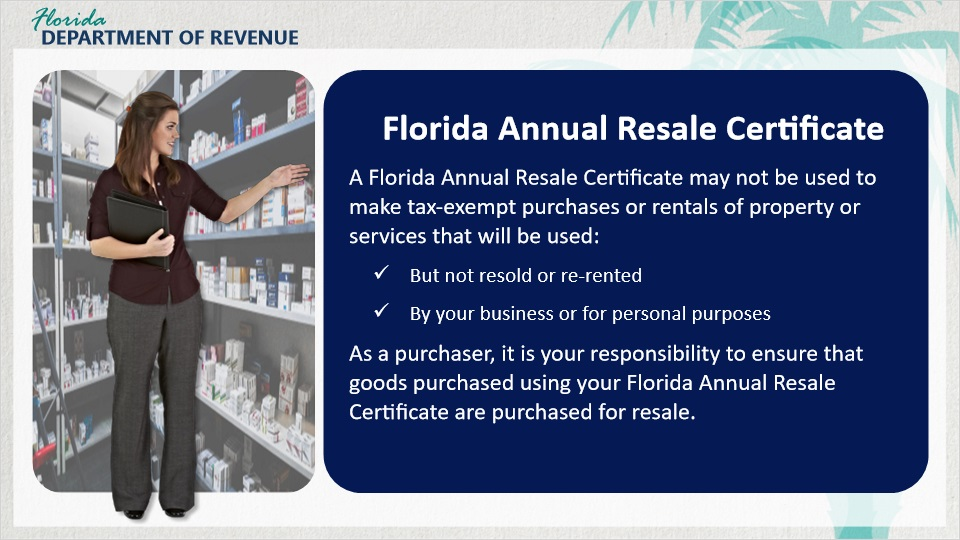 Florida
DEPARTMENT OF REVENUE
Florida Annual Resale Certificate
A Florida Annual Resale Certificate may not be used to
make tax-exempt purchases or rentals of property or
services that will be used:
✓ But not resold or re-rented
✓ By your business or for personal purposes
As a purchaser, it is your responsibility to ensure that
goods purchased using your Florida Annual Resale
Certificate are purchased for resale.